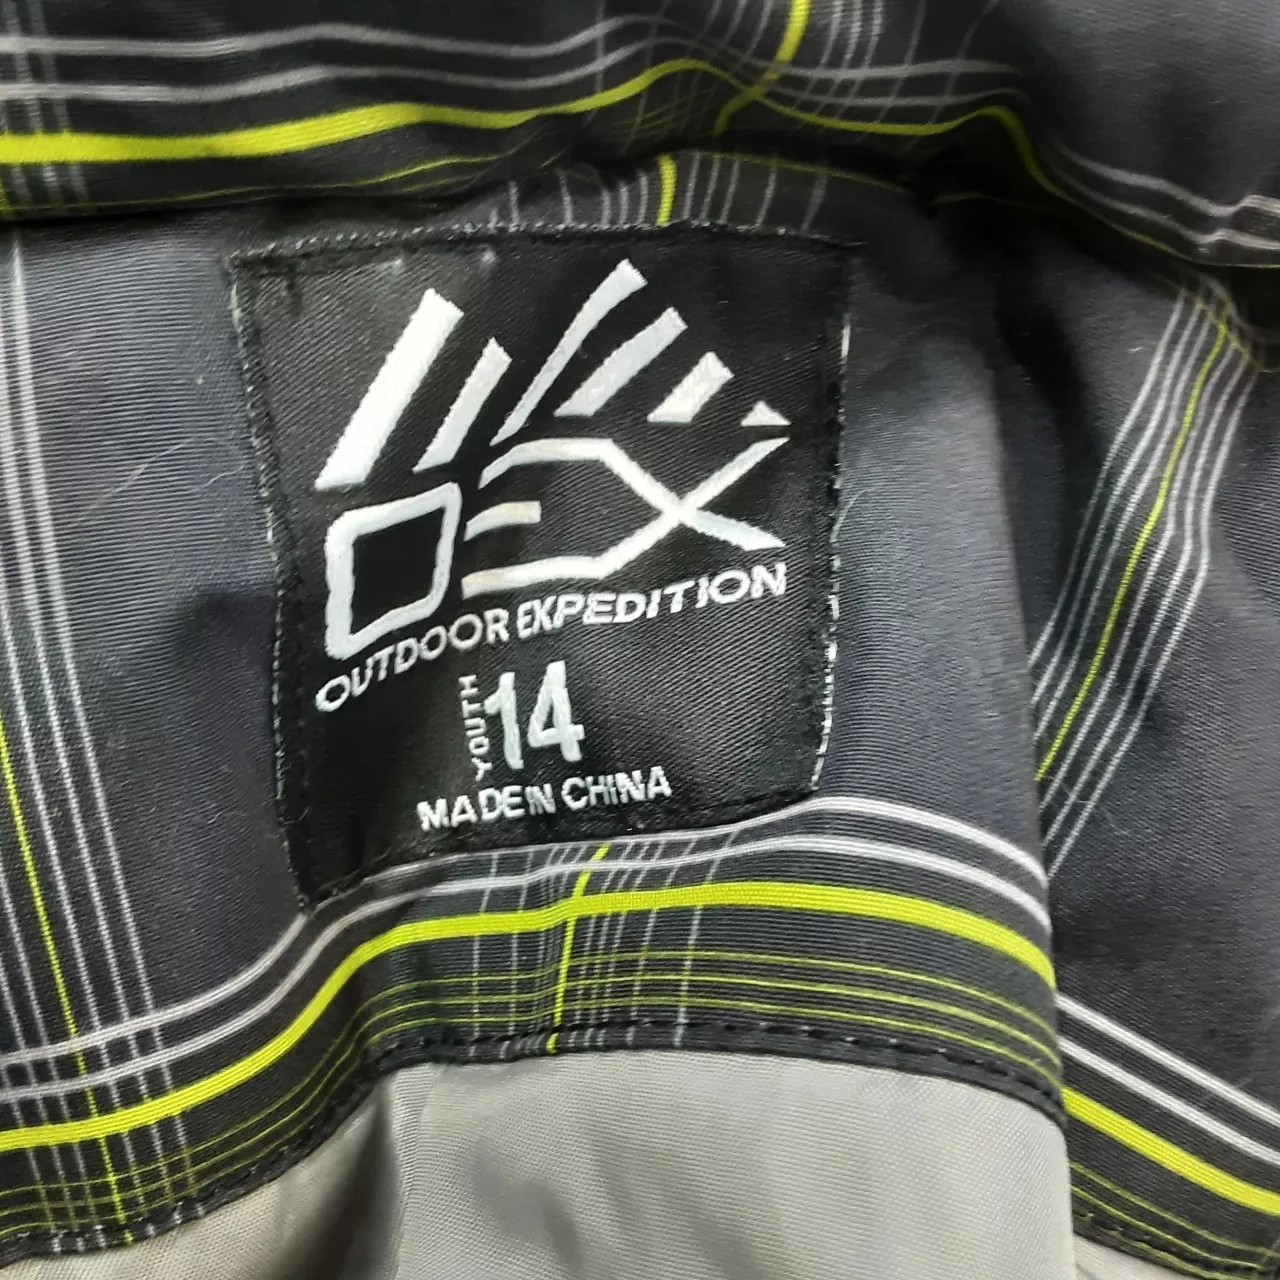 OEX
OUTDOOR EXPEDITION
YOUTH 14
MADE IN CHINA